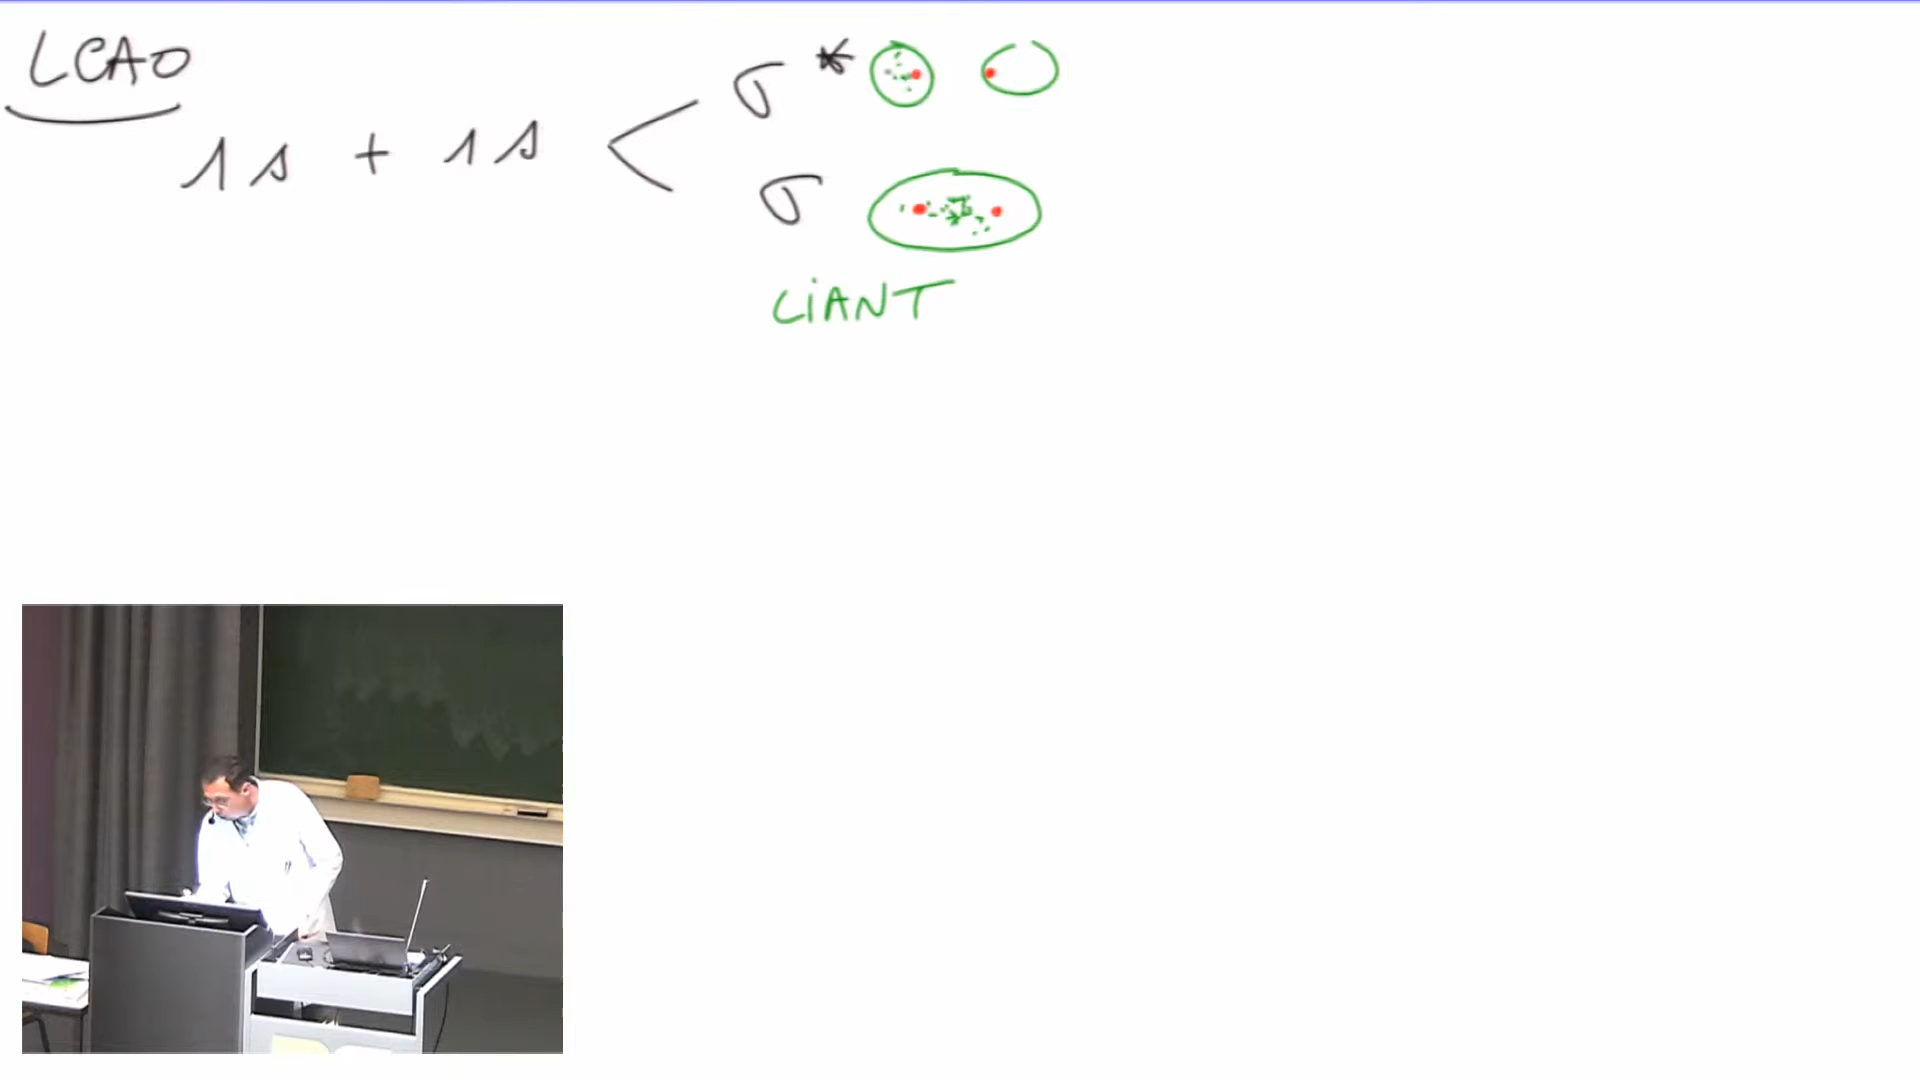 LCAO
1s + 1s < σ*
σ
LiANT